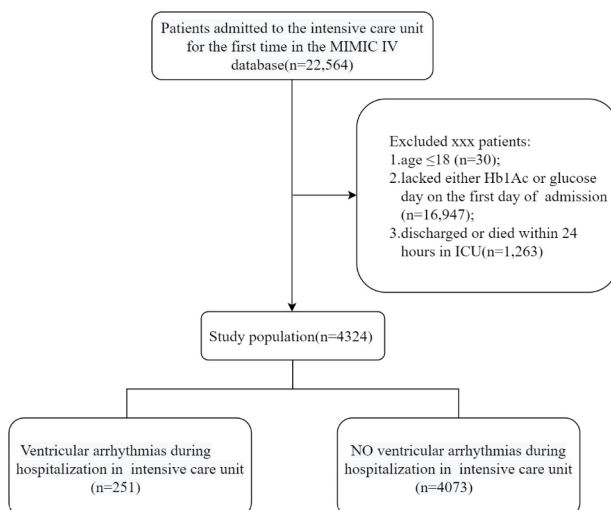 Patients admitted to the intensive care unit
for the first time in the MIMIC IV
database(n=22,564)
Excluded xxx patients:
1.age ≤18 (n=30);
2.lacked either Hb1Ac or glucose
day on the first day of admission
(n=16,947);
3.discharged or died within 24
hours in ICU(n=1,263)
Study population(n=4324)
Ventricular arrhythmias during
hospitalization in intensive care unit
(n=251)
NO ventricular arrhythmias during
hospitalization in intensive care unit
(n=4073)